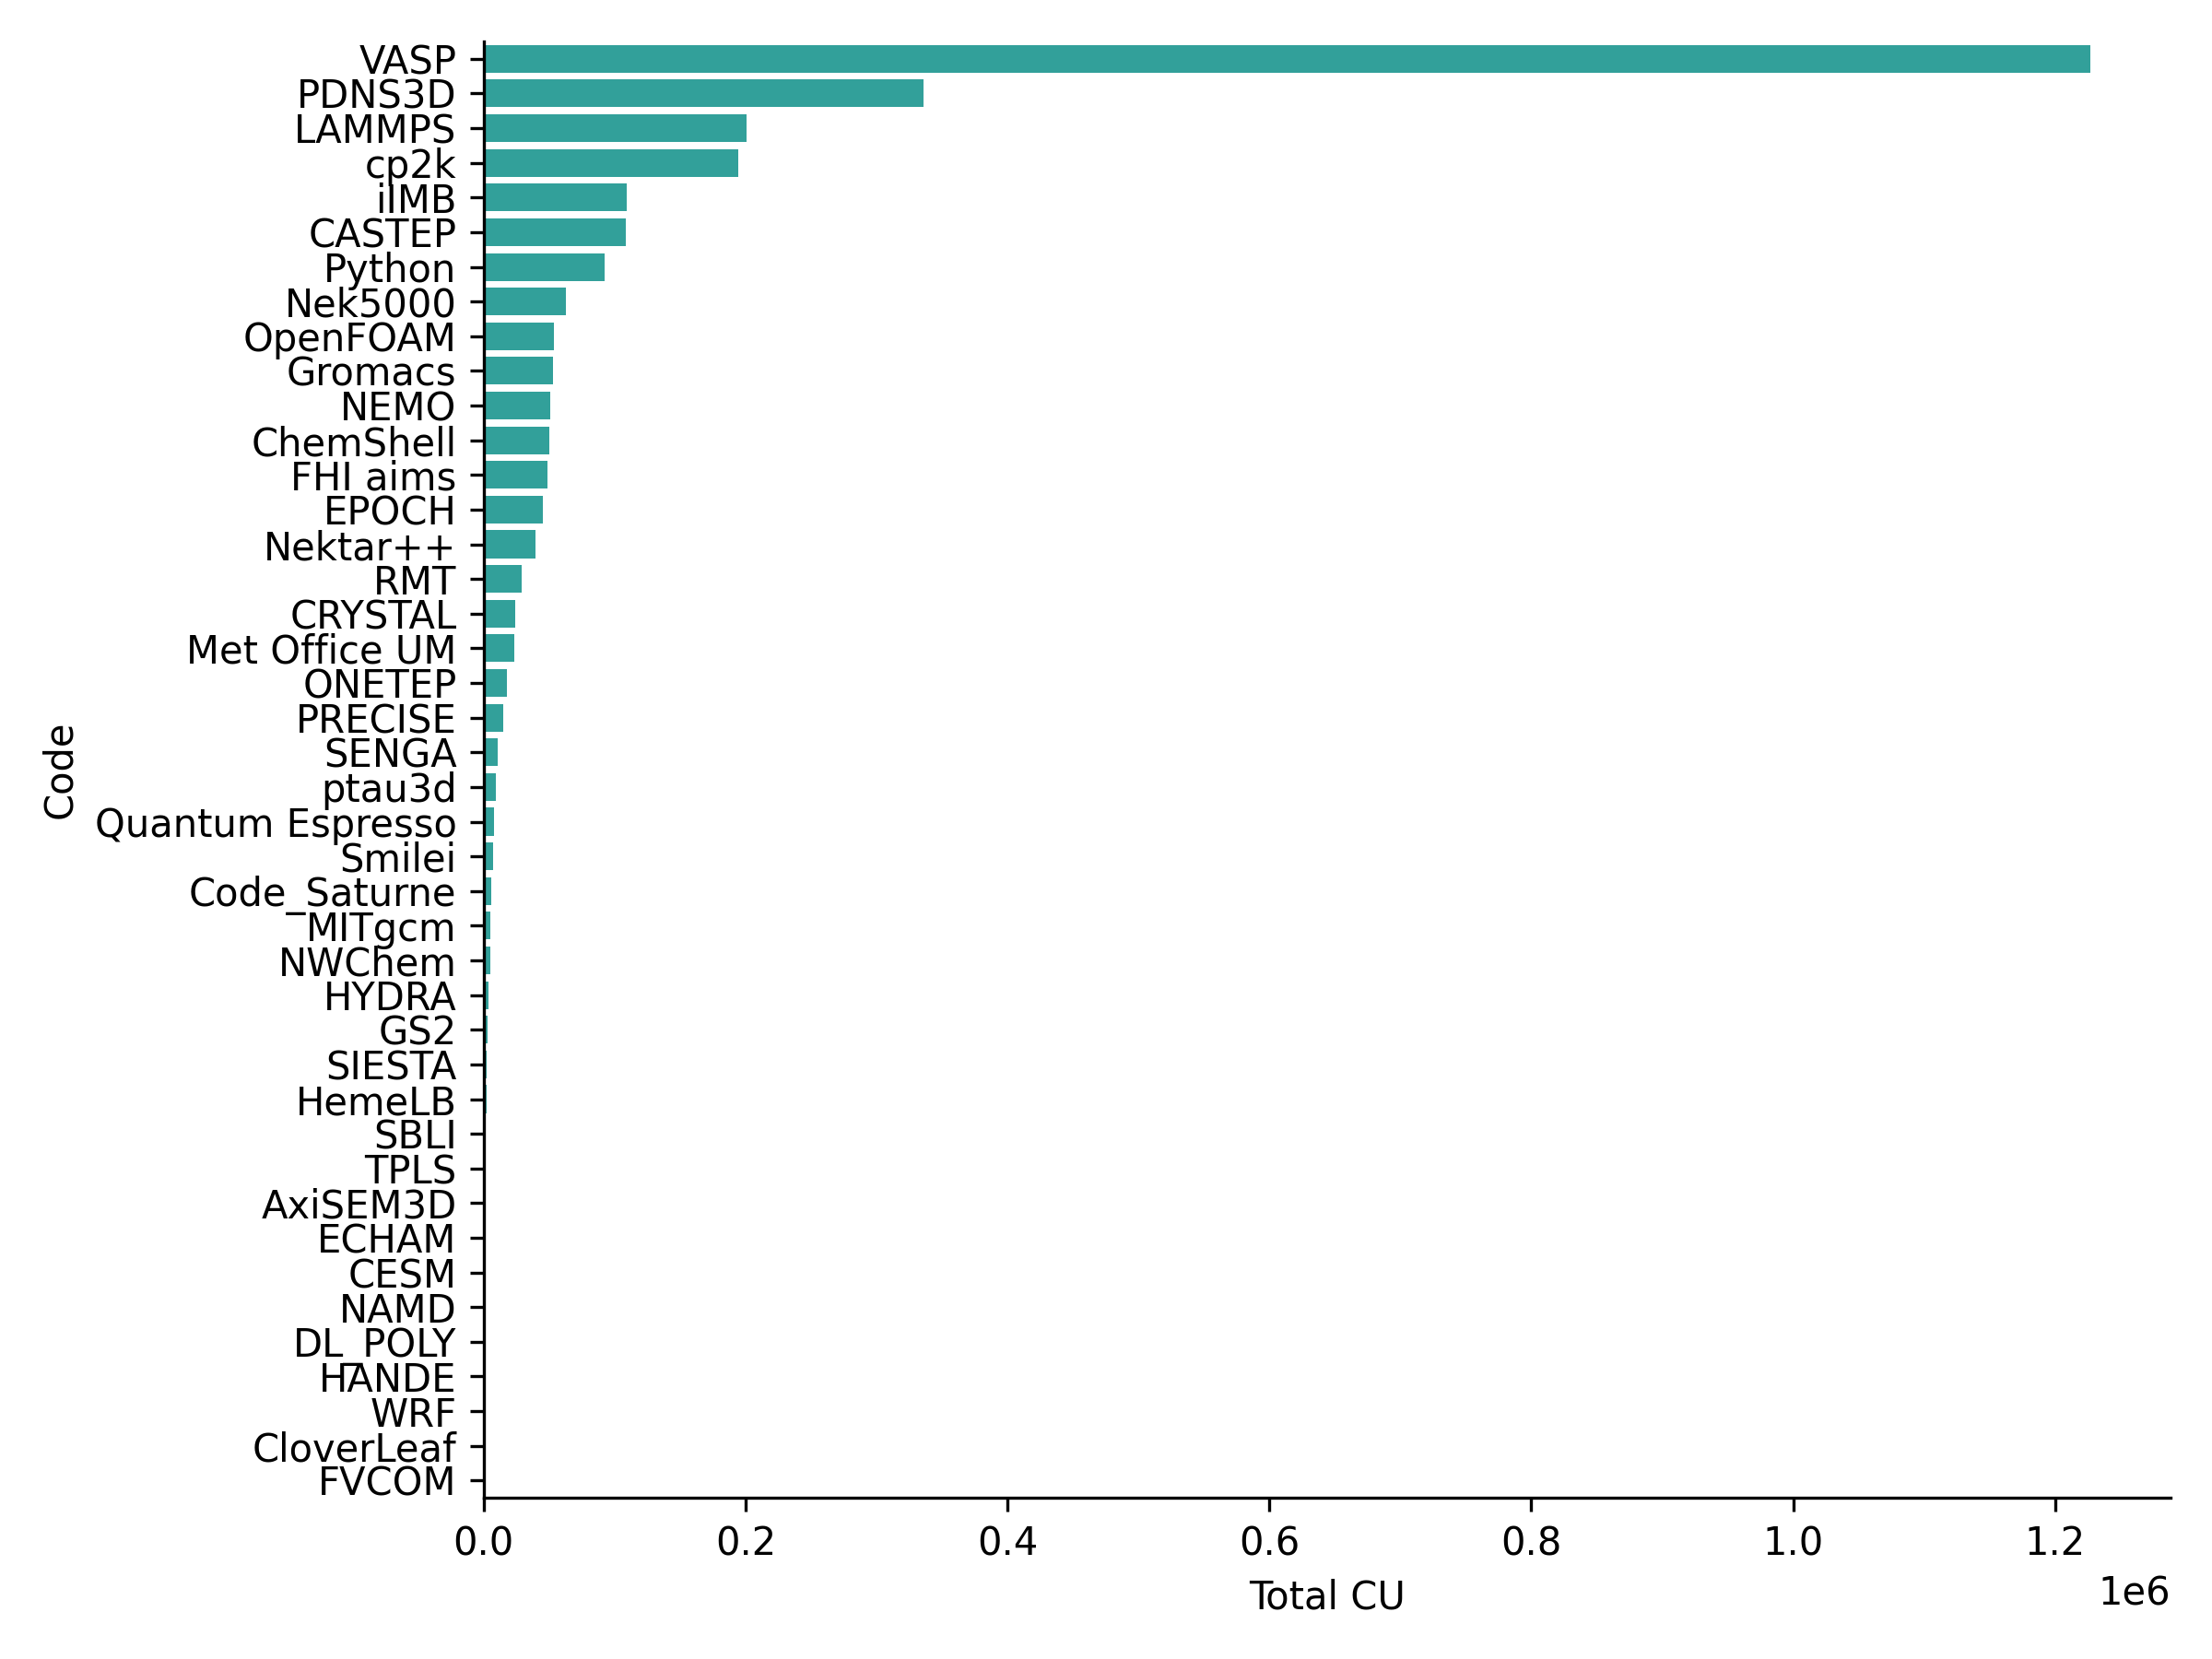 VASP
PDNS3D
LAMMPS
cp2k
iIMB
CASTEP
Python
Nek5000
OpenFOAM
Gromacs
NEMO
ChemShell
FHI aims
EPOCH
Nektar++
RMT
CRYSTAL
Met Office UM
ONETEP
PRECISE
SENGA
ptau3d
Quantum Espresso
Smilei
Code_Saturne
MITgcm
NWChem
HYDRA
GS2
SIESTA
HemeLB
SBLI
TPLS
AxiSEM3D
ECHAM
CESM
NAMD
DL_POLY
HANDE
WRF
CloverLeaf
FVCOM
Code
0.0 0.2 0.4 0.6 0.8 1.0 1.2
Total CU
1e6